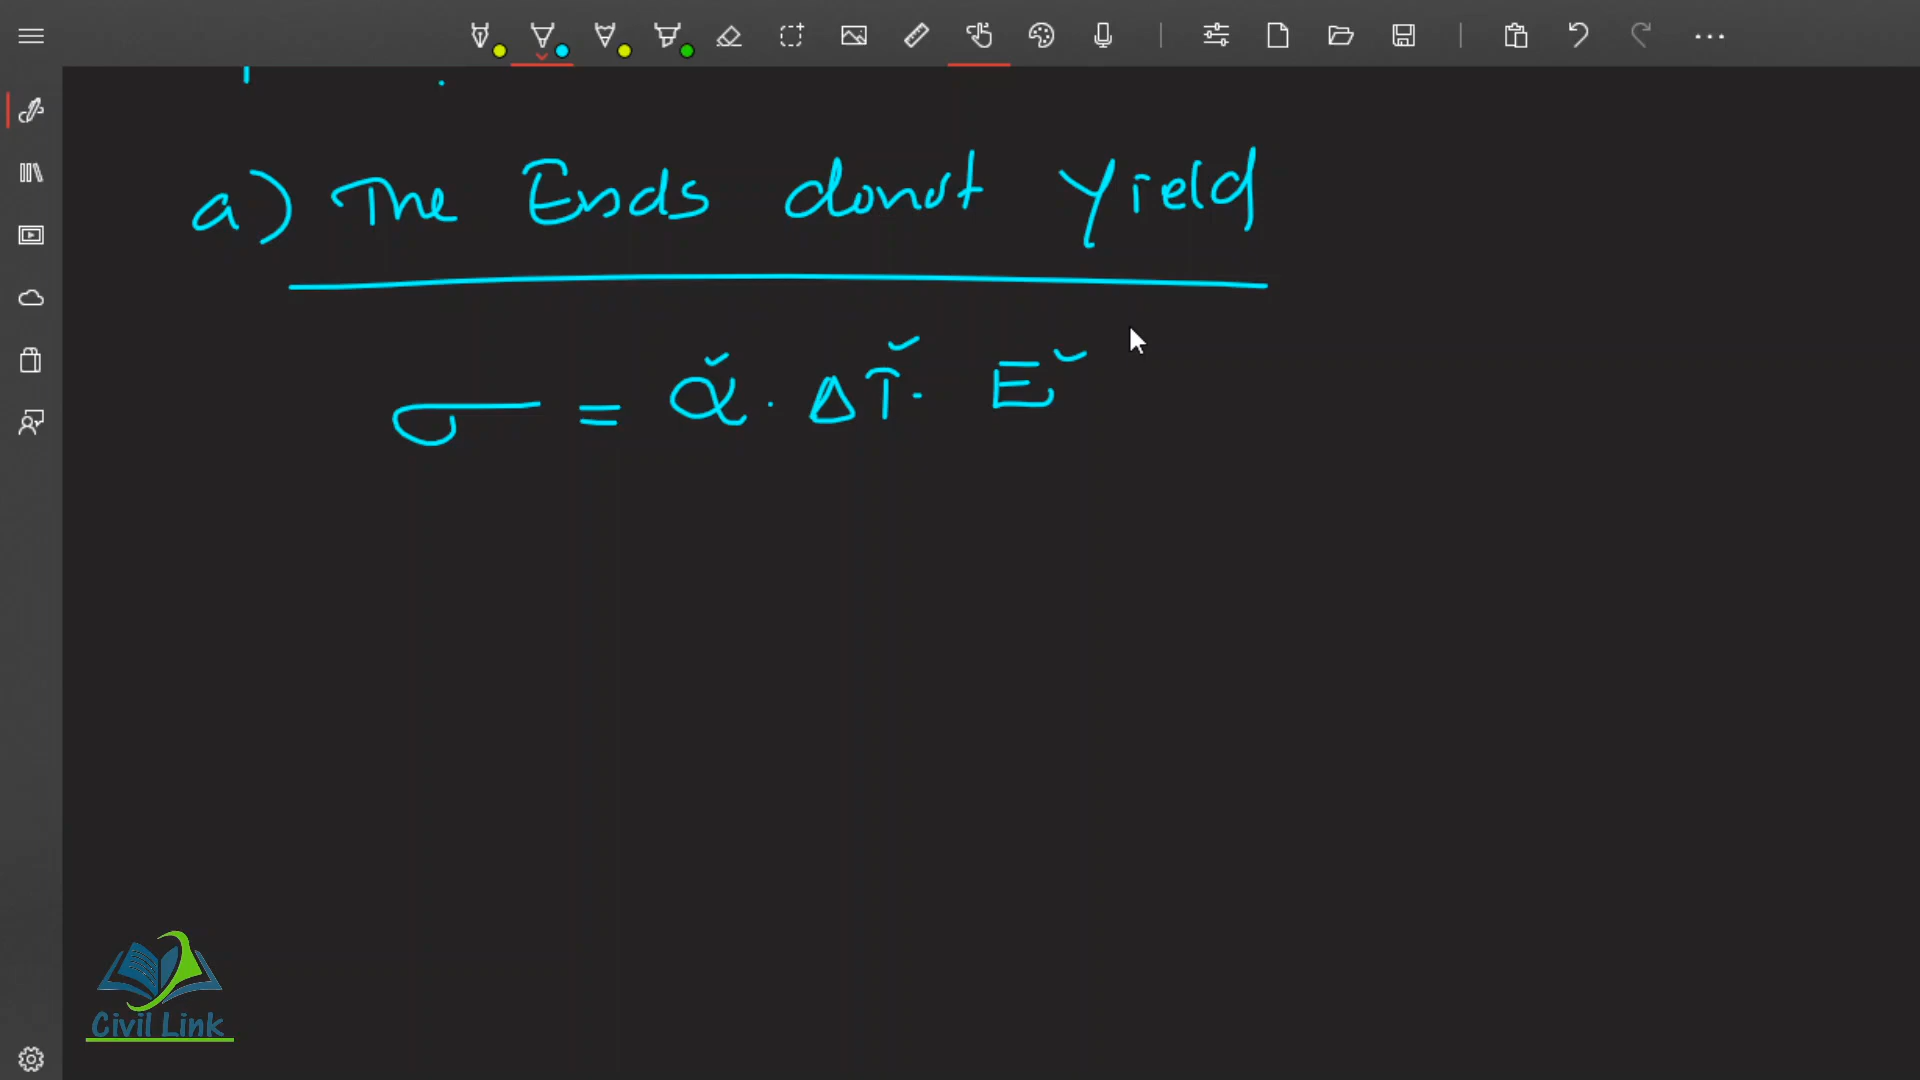 a) The Ends donot Yield
σ = α · ΔT · E
Civil Link